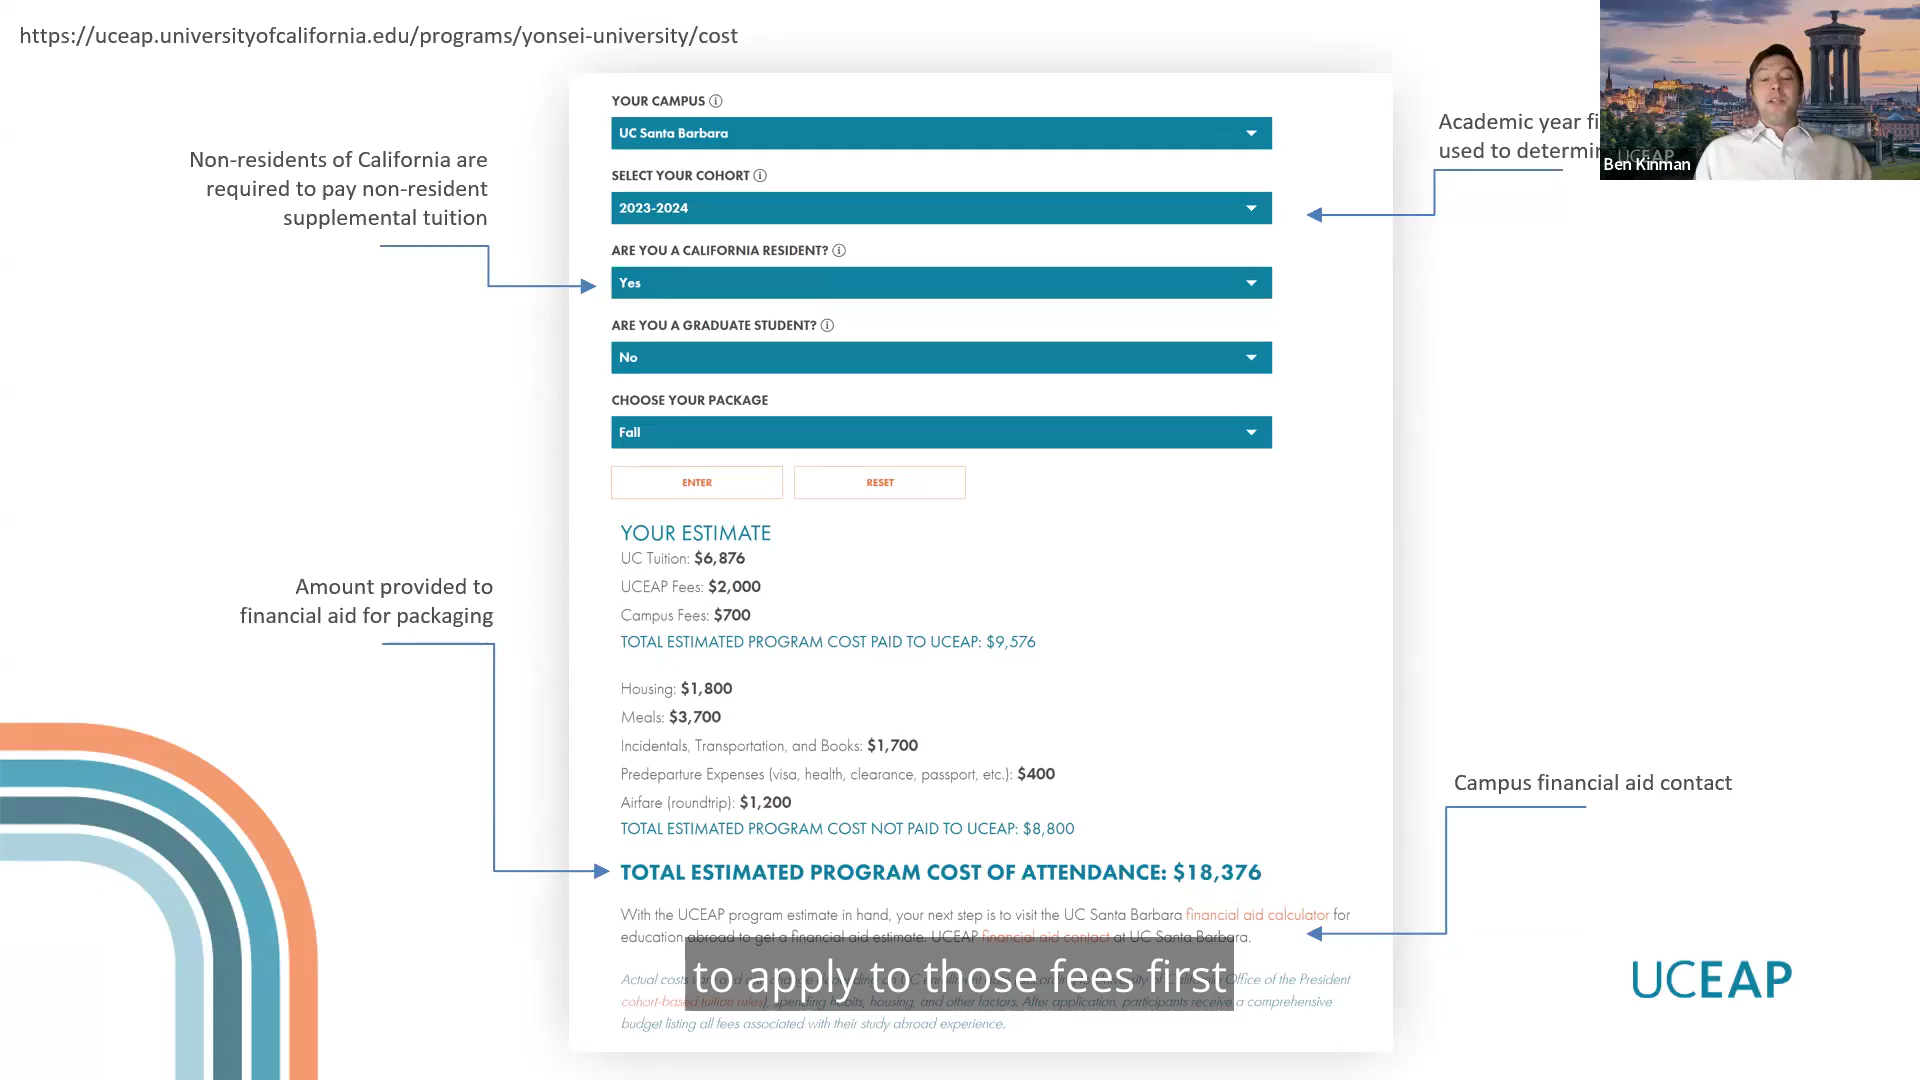 https://uceap.universityofcalifornia.edu/programs/yonsei-university/cost
YOUR CAMPUS
UC Santa Barbara
SELECT YOUR COHORT
2023-2024
ARE YOU A CALIFORNIA RESIDENT?
Yes
ARE YOU A GRADUATE STUDENT?
No
CHOOSE YOUR PACKAGE
Fall
ENTER
RESET
Non-residents of California are
required to pay non-resident
supplemental tuition
Academic year fi
used to determi
UCEAP
Ben Kinman
YOUR ESTIMATE
UC Tuition: $6,876
UCEAP Fees: $2,000
Campus Fees: $700
TOTAL ESTIMATED PROGRAM COST PAID TO UCEAP: $9,576
Amount provided to
financial aid for packaging
Housing: $1,800
Meals: $3,700
Incidentals, Transportation, and Books: $1,700
Predeparture Expenses (visa, health, clearance, passport, etc.): $400
Airfare (roundtrip): $1,200
TOTAL ESTIMATED PROGRAM COST NOT PAID TO UCEAP: $8,800
TOTAL ESTIMATED PROGRAM COST OF ATTENDANCE: $18,376
Campus financial aid contact
With the UCEAP program estimate in hand, your next step is to visit the UC Santa Barbara financial aid calculator for
education abroad to get a financial aid estimate. UCEAP financial aid contact at UC Santa Barbara.
Actual costs Office of the President
cohort-based tuition rules), spending habits, housing, and other factors. After application, participants receive a comprehensive
budget listing all fees associated with their study abroad experience.
to apply to those fees first
UCEAP